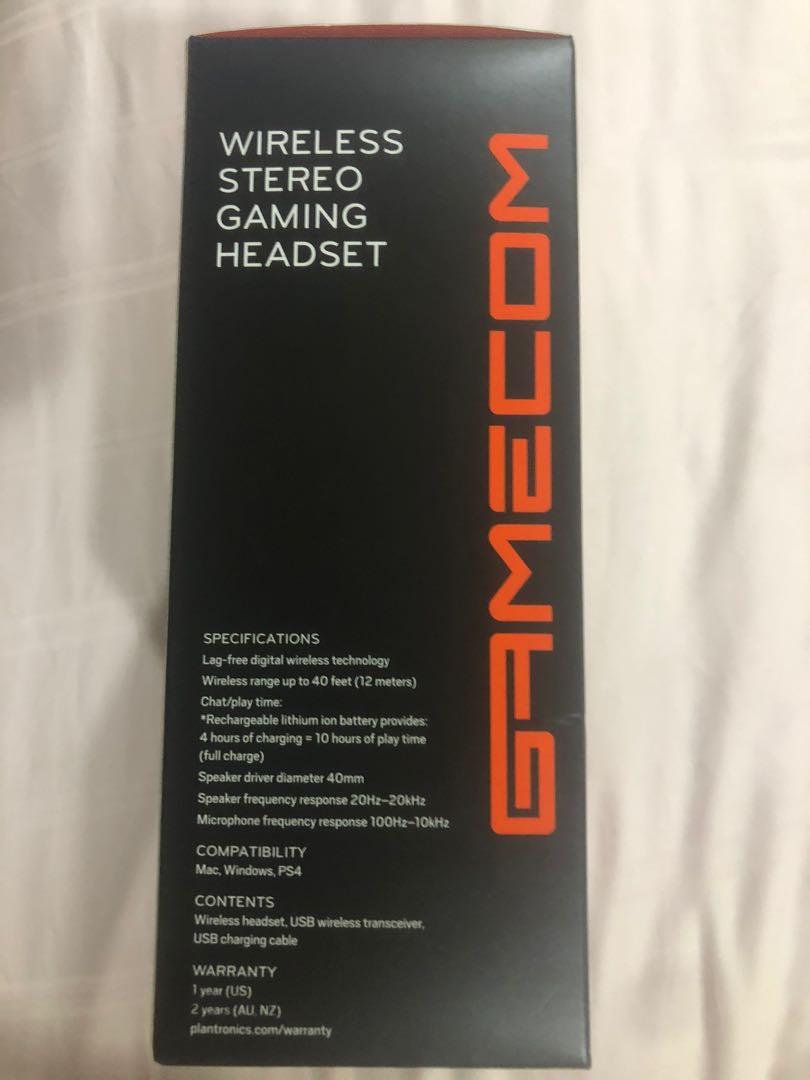 WIRELESS
STEREO
GAMING
HEADSET
GAMECOM
SPECIFICATIONS
Lag-free digital wireless technology
Wireless range up to 40 feet (12 meters)
Chat/play time:
*Rechargeable lithium ion battery provides:
4 hours of charging = 10 hours of play time
(full charge)
Speaker driver diameter 40mm
Speaker frequency response 20Hz–20kHz
Microphone frequency response 100Hz–10kHz
COMPATIBILITY
Mac, Windows, PS4
CONTENTS
Wireless headset, USB wireless transceiver,
USB charging cable
WARRANTY
1 year (US)
2 years (AU, NZ)
plantronics.com/warranty